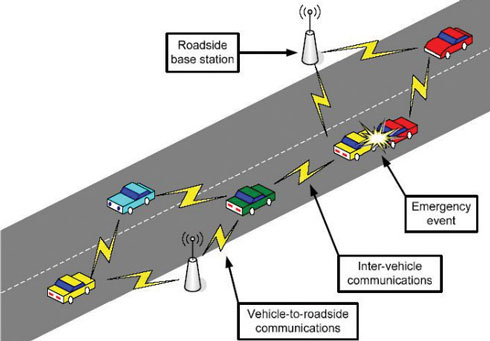 Roadside
base station
Emergency
event
Inter-vehicle
communications
Vehicle-to-roadside
communications